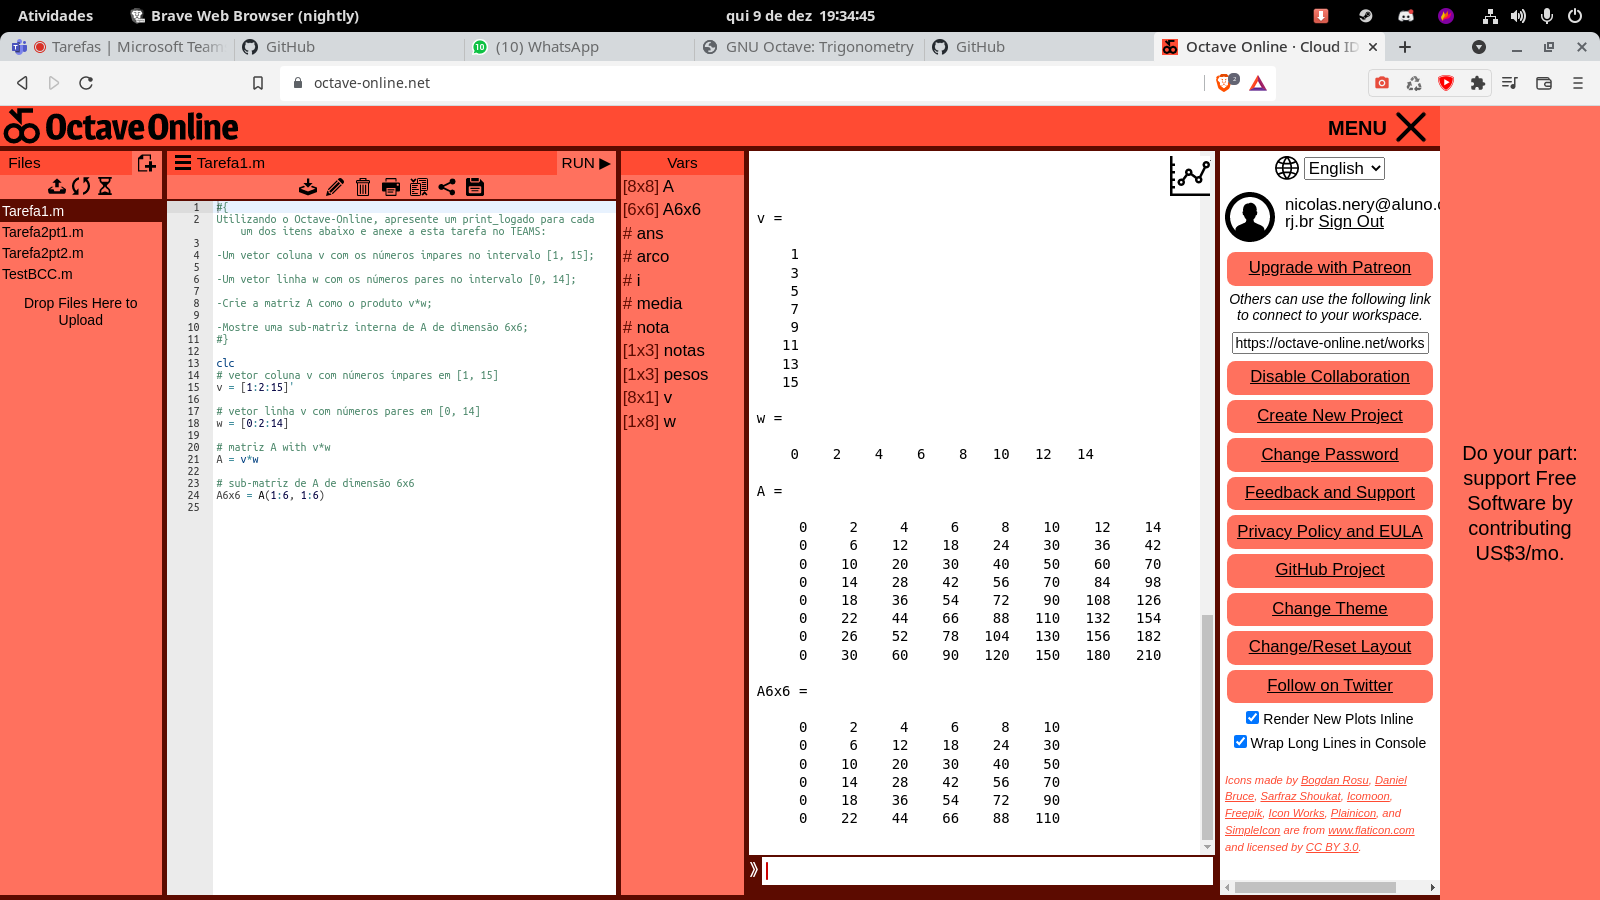 Atividades
Brave Web Browser (nightly)
qui 9 de dez 19:34:45
Tarefas | Microsoft Team
GitHub
(10) WhatsApp
GNU Octave: Trigonometry
GitHub
Octave Online · Cloud ID
octave-online.net
2
Octave Online
MENU
Files
Tarefa1.m
Tarefa2pt1.m
Tarefa2pt2.m
TestBCC.m
Drop Files Here to
Upload
Tarefa1.m
RUN ▶
1 #{
2 Utilizando o Octave-Online, apresente um print_logado para cada
um dos itens abaixo e anexe a esta tarefa no TEAMS:
3
4 -Um vetor coluna v com os números ímpares no intervalo [1, 15];
5
6 -Um vetor linha w com os números pares no intervalo [0, 14];
7
8 -Crie a matriz A como o produto v*w;
9
10 -Mostre uma sub-matriz interna de A de dimensão 6x6;
11 #}
12
13 clc
14 # vetor coluna v com números ímpares em [1, 15]
15 v = [1:2:15]'
16
17 # vetor linha v com números pares em [0, 14]
18 w = [0:2:14]
19
20 # matriz A with v*w
21 A = v*w
22
23 # sub-matriz de A de dimensão 6x6
24 A6x6 = A(1:6, 1:6)
25
Vars
[8x8] A
[6x6] A6x6
# ans
# arco
# i
# media
# nota
[1x3] notas
[1x3] pesos
[8x1] v
[1x8] w
v =
1
3
5
7
9
11
13
15
w =
0 2 4 6 8 10 12 14
A =
0 2 4 6 8 10 12 14
0 6 12 18 24 30 36 42
0 10 20 30 40 50 60 70
0 14 28 42 56 70 84 98
0 18 36 54 72 90 108 126
0 22 44 66 88 110 132 154
0 26 52 78 104 130 156 182
0 30 60 90 120 150 180 210
A6x6 =
0 2 4 6 8 10
0 6 12 18 24 30
0 10 20 30 40 50
0 14 28 42 56 70
0 18 36 54 72 90
0 22 44 66 88 110
English
nicolas.nery@aluno.c
rj.br Sign Out
Upgrade with Patreon
Others can use the following link
to connect to your workspace.
https://octave-online.net/works
Disable Collaboration
Create New Project
Change Password
Feedback and Support
Privacy Policy and EULA
GitHub Project
Change Theme
Change/Reset Layout
Follow on Twitter
Render New Plots Inline
Wrap Long Lines in Console
Icons made by Bogdan Rosu, Daniel
Bruce, Sarfraz Shoukat, Icomoon,
Freepik, Icon Works, Plainicon, and
SimpleIcon are from www.flaticon.com
and licensed by CC BY 3.0.
Do your part:
support Free
Software by
contributing
US$3/mo.